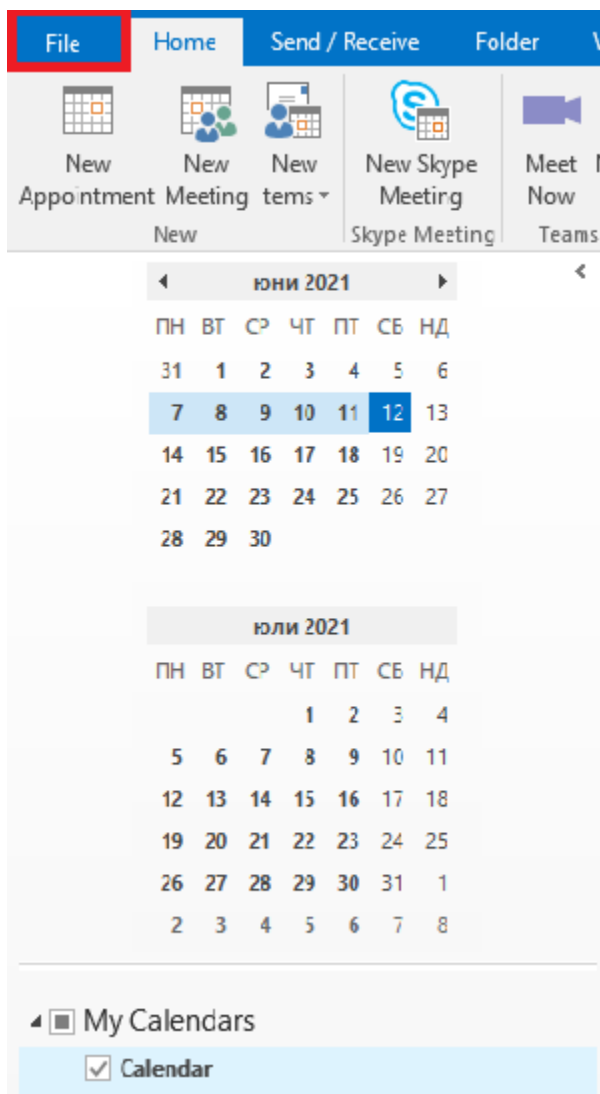 File Home Send / Receive Folder
New Appointment New Meeting New tems New Skype Meeting Meet Now
New Skype Meeting Teams
юни 2021
ПН ВТ СР ЧТ ПТ СБ НД
31 1 2 3 4 5 6
7 8 9 10 11 12 13
14 15 16 17 18 19 20
21 22 23 24 25 26 27
28 29 30
юли 2021
ПН ВТ СР ЧТ ПТ СБ НД
1 2 3 4
5 6 7 8 9 10 11
12 13 14 15 16 17 18
19 20 21 22 23 24 25
26 27 28 29 30 31 1
2 3 4 5 6 7 8
My Calendars
Calendar